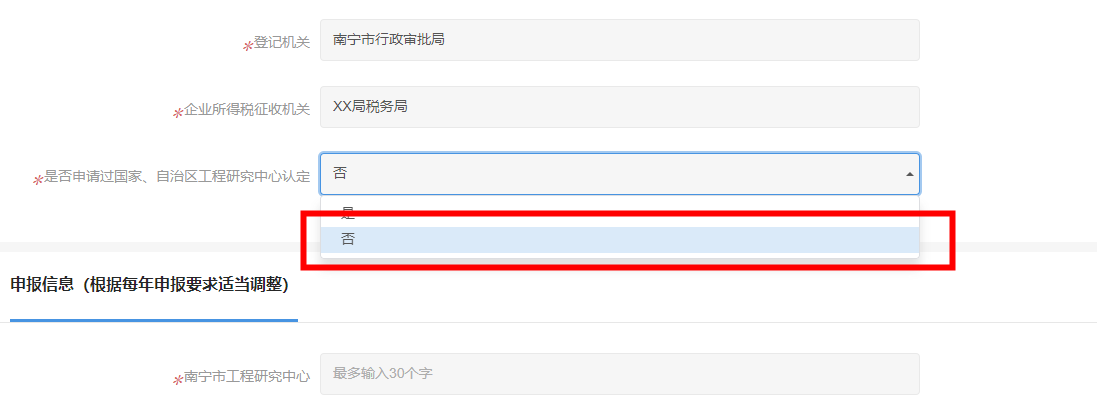 *登记机关 南宁市行政审批局
*企业所得税征收机关 XX局税务局
*是否申请过国家、自治区工程研究中心认定 否
是
否
申报信息（根据每年申报要求适当调整）
*南宁市工程研究中心 最多输入30个字